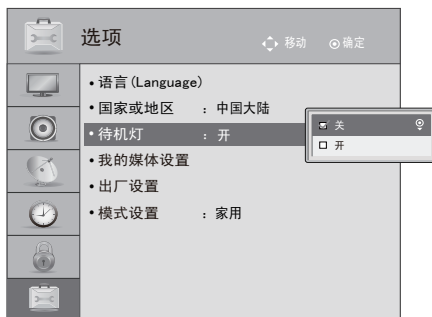 选项 移动 确定
• 语言(Language)
• 国家或地区 : 中国大陆
• 待机灯 : 开
关
开
• 我的媒体设置
• 出厂设置
• 模式设置 : 家用